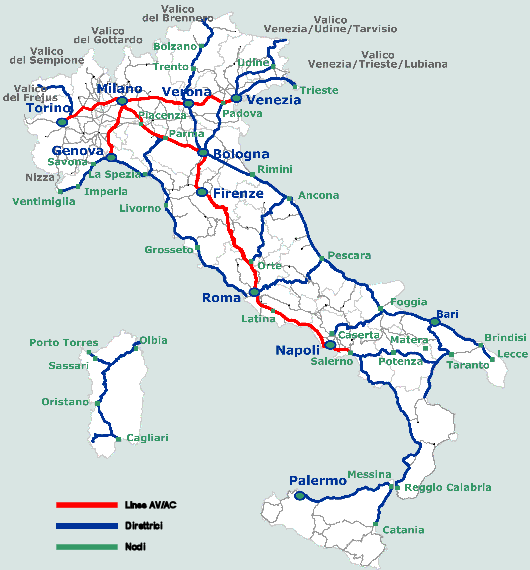 Valico
del Brennero
Valico
Venezia/Udine/Tarvisio
Valico
del Gottardo
Bolzano
Valico
del Sempione
Valico
Venezia/Trieste/Lubiana
Trento
Udine
Valico
del Frejus
Milano
Verona
Venezia
Trieste
Torino
Piacenza
Padova
Parma
Genova
Bologna
Savona
La Spezia
Rimini
Nizza
Imperia
Firenze
Ventimiglia
Ancona
Livorno
Grosseto
Orte
Pescara
Roma
Latina
Foggia
Bari
Caserta
Matera
Brindisi
Napoli
Salerno
Potenza
Taranto
Lecce
Porto Torres
Olbia
Sassari
Oristano
Cagliari
Messina
Palermo
Reggio Calabria
Catania
Linee AV/AC
Direttrici
Nodi